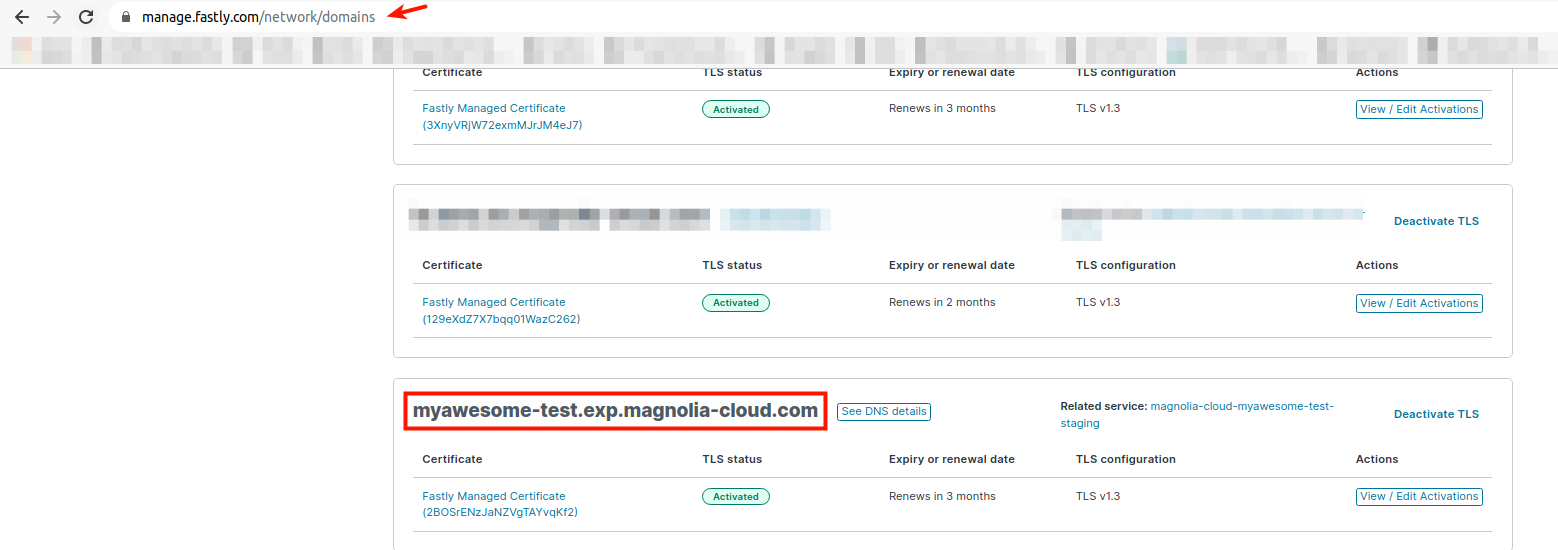 manage.fastly.com/network/domains
Certificate TLS status Expiry or renewal date TLS configuration Actions
Fastly Managed Certificate Activated Renews in 3 months TLS v1.3 View / Edit Activations
(3XnyVRjW72exmMJrJM4eJ7)
Deactivate TLS
Certificate TLS status Expiry or renewal date TLS configuration Actions
Fastly Managed Certificate Activated Renews in 2 months TLS v1.3 View / Edit Activations
(129eXdZ7X7bqq01WazC262)
myawesome-test.exp.magnolia-cloud.com See DNS details Related service: magnolia-cloud-myawesome-test- Deactivate TLS
staging
Certificate TLS status Expiry or renewal date TLS configuration Actions
Fastly Managed Certificate Activated Renews in 3 months TLS v1.3 View / Edit Activations
(2BOSrENzJaNZVgTAYvqKf2)